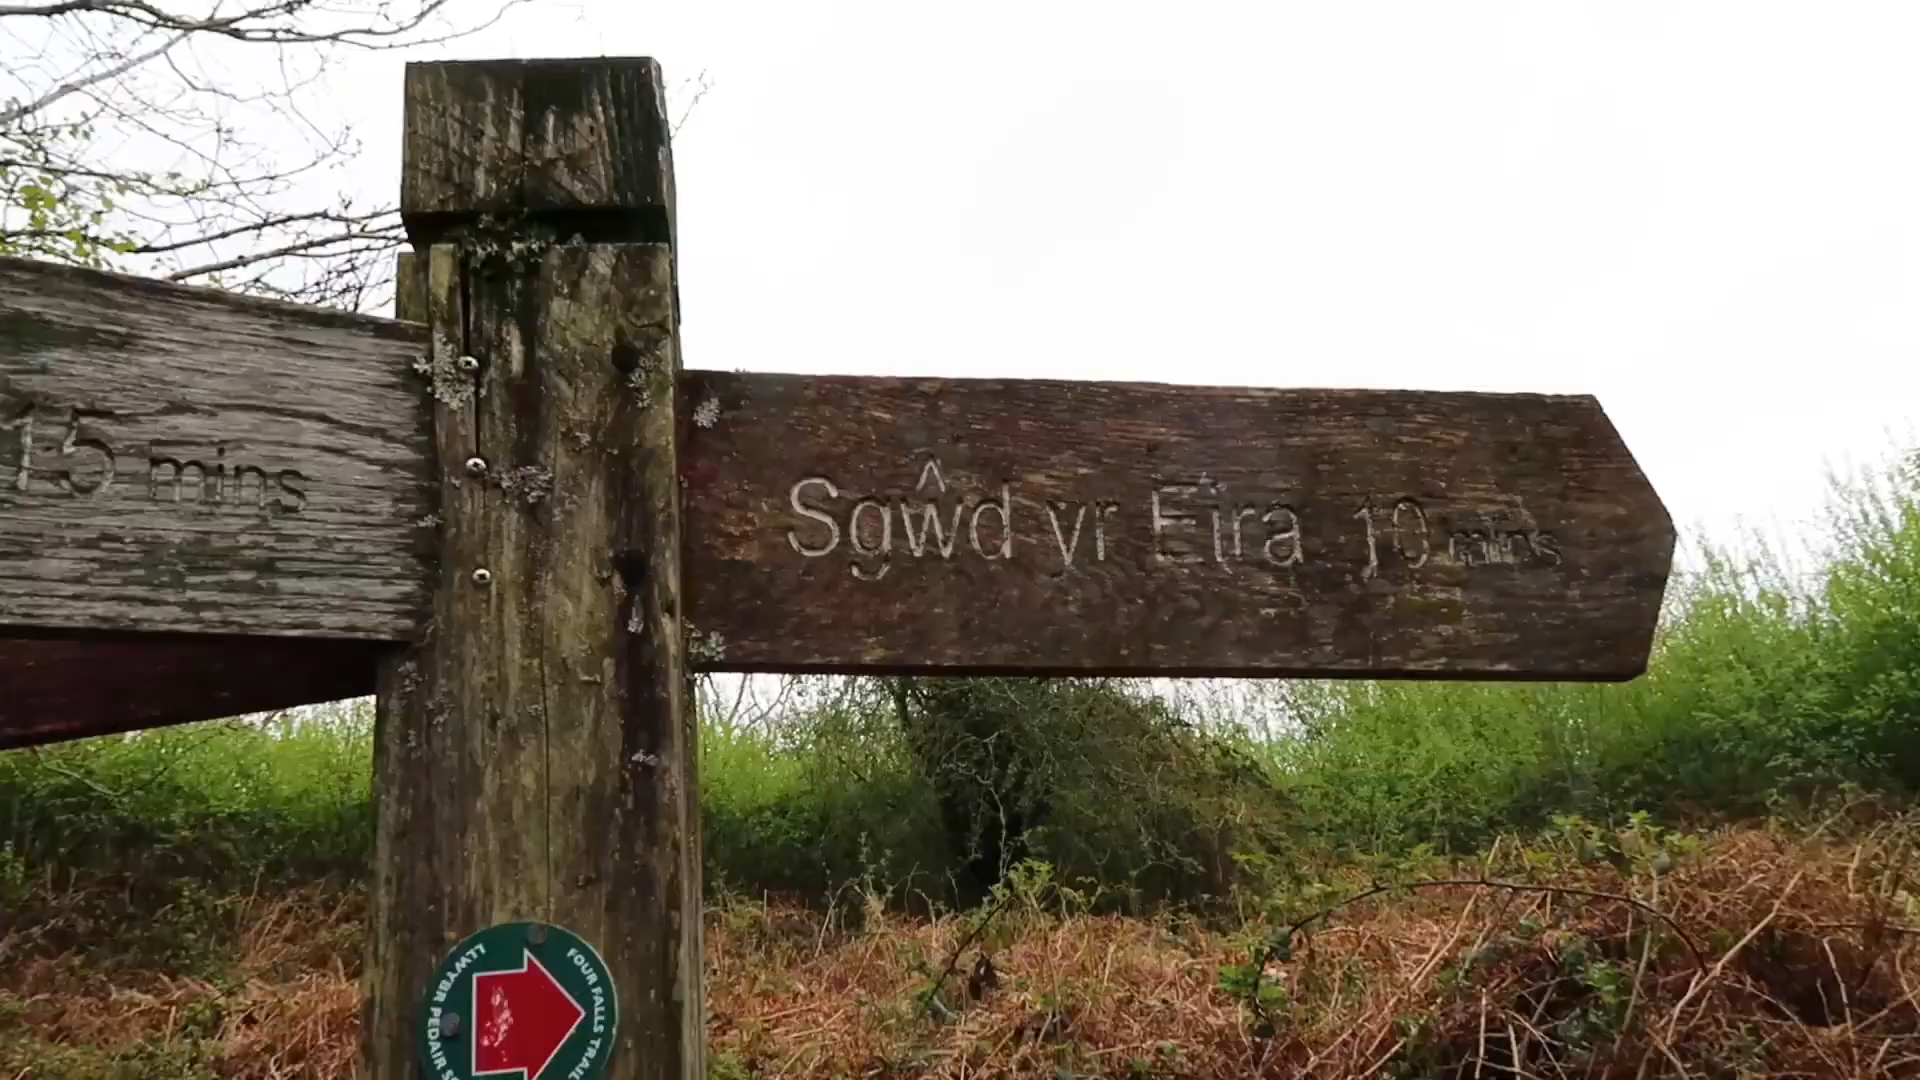 15 mins
Sgŵd yr Eira 10 mins
LLWYBR PEDAIR
FOUR FALLS TRAIL